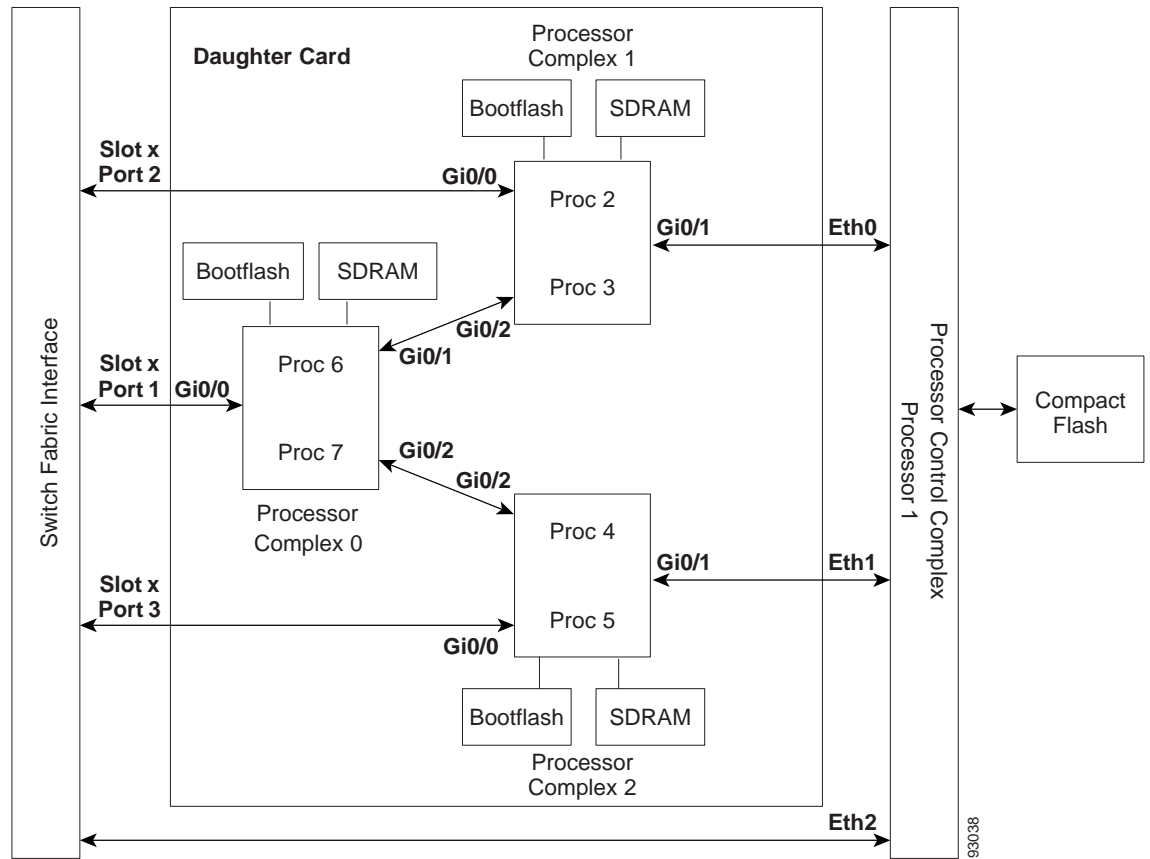 Daughter Card
Processor
Complex 1
Bootflash
SDRAM
Slot x
Port 2
Gi0/0
Proc 2
Proc 3
Gi0/1
Eth0
Bootflash
SDRAM
Gi0/2
Gi0/1
Slot x
Port 1
Gi0/0
Proc 6
Proc 7
Gi0/2
Gi0/2
Processor
Complex 0
Switch Fabric Interface
Processor Control Complex
Processor 1
Compact
Flash
Proc 4
Proc 5
Gi0/1
Eth1
Slot x
Port 3
Gi0/0
Bootflash
SDRAM
Processor
Complex 2
Eth2
93038